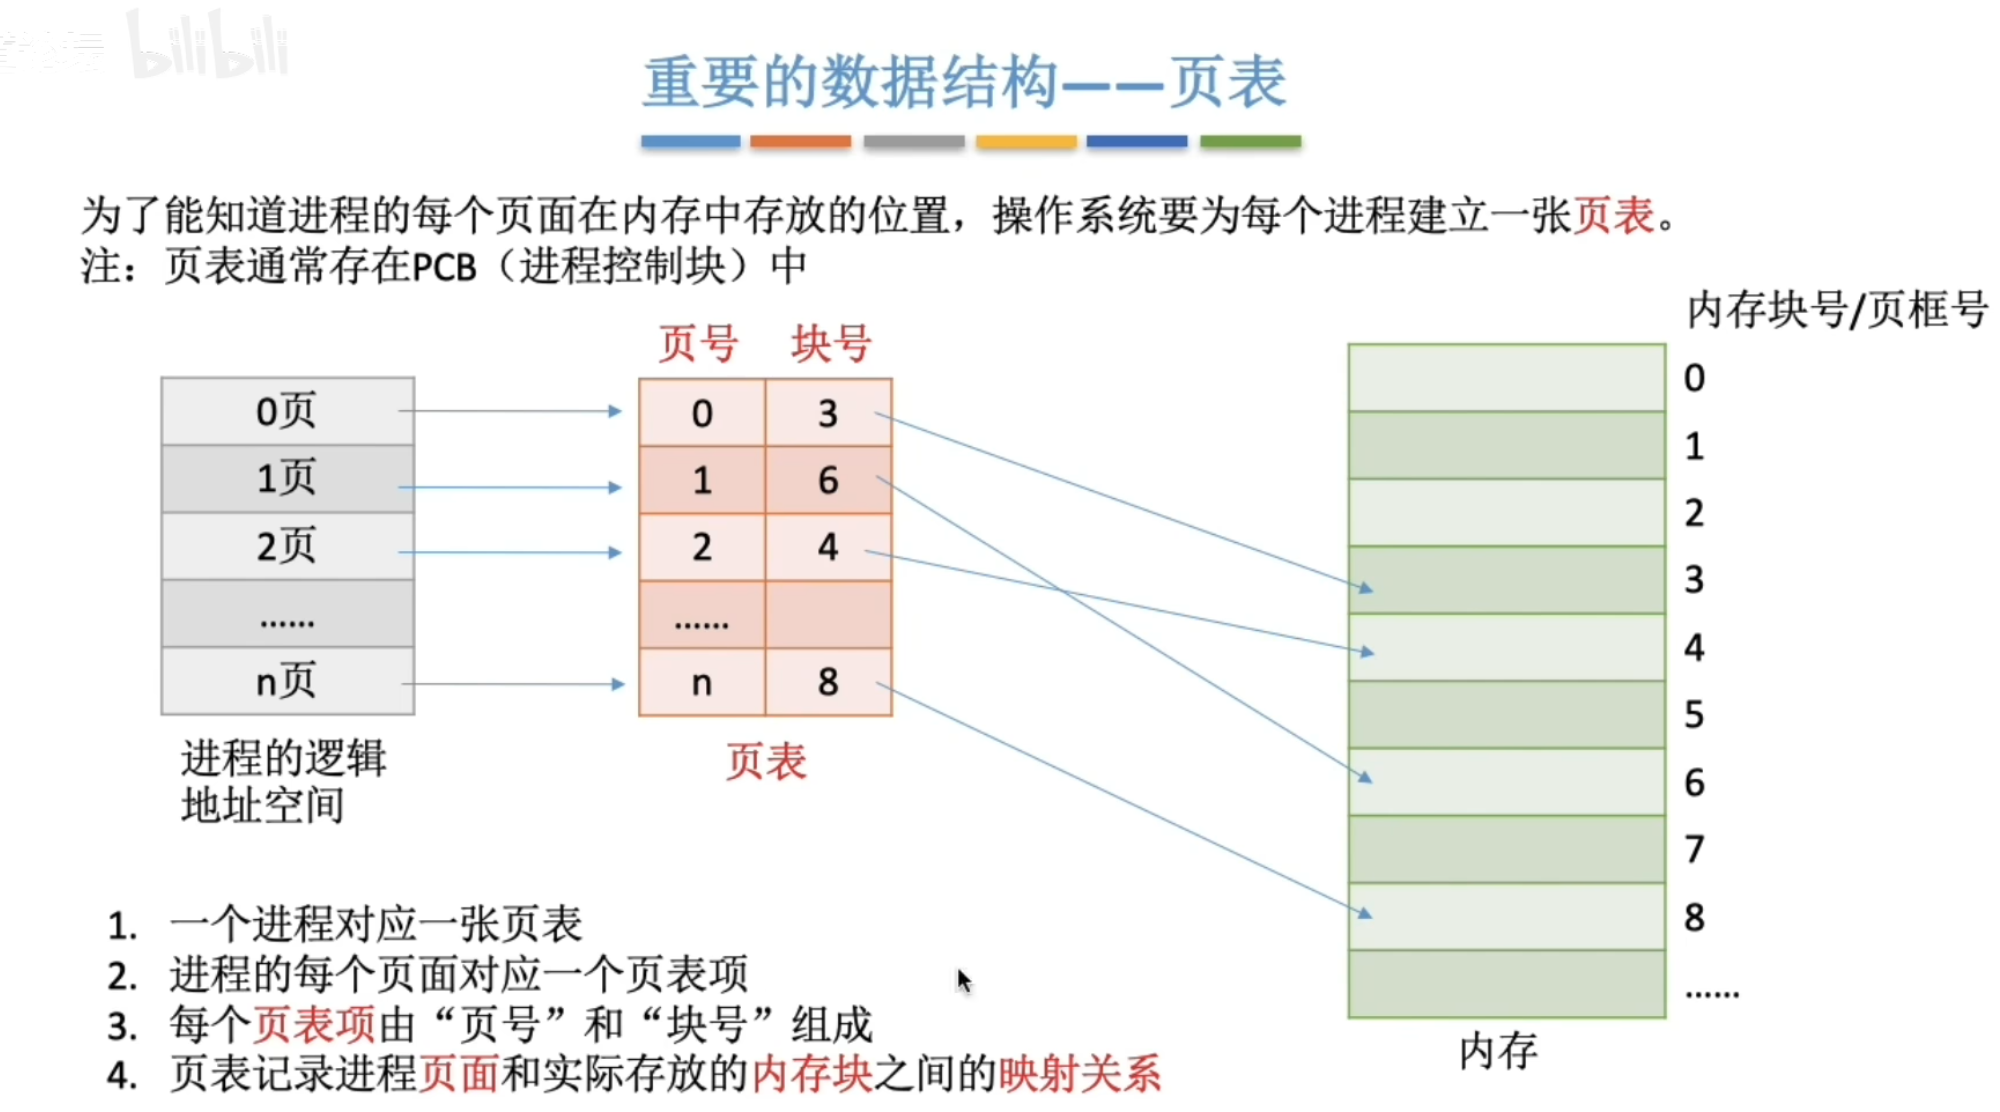 bilibili
重要的数据结构——页表
为了能知道进程的每个页面在内存中存放的位置，操作系统要为每个进程建立一张页表。
注：页表通常存在PCB（进程控制块）中
内存块号/页框号
页号 块号
0页
1页
2页
......
n页
进程的逻辑
地址空间
0 3
1 6
2 4
......
n 8
页表
0
1
2
3
4
5
6
7
8
......
内存
1. 一个进程对应一张页表
2. 进程的每个页面对应一个页表项
3. 每个页表项由“页号”和“块号”组成
4. 页表记录进程页面和实际存放的内存块之间的映射关系